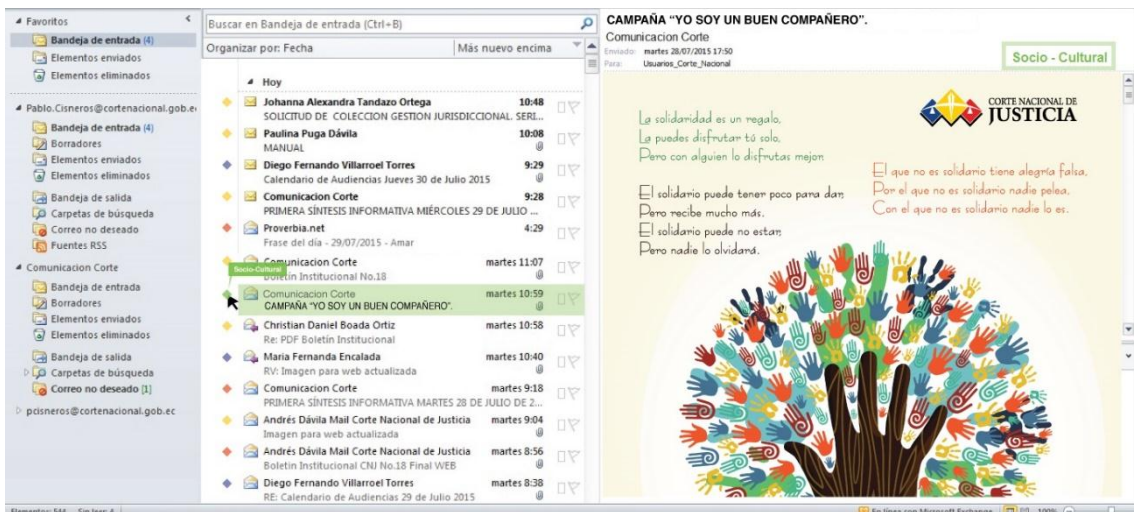 Favoritos
Bandeja de entrada (4)
Elementos enviados
Elementos eliminados
Pablo.Cisneros@cortenacional.gob.ec
Bandeja de entrada (4)
Borradores
Elementos enviados
Elementos eliminados
Bandeja de salida
Carpetas de búsqueda
Correo no deseado
Fuentes RSS
Comunicacion Corte
Bandeja de entrada
Borradores
Elementos enviados
Elementos eliminados
Bandeja de salida
Carpetas de búsqueda
Correo no deseado [1]
pcisneros@cortenacional.gob.ec
Buscar en Bandeja de entrada (Ctrl+B)
Organizar por: Fecha Más nuevo encima
Hoy
Johanna Alexandra Tandazo Ortega 10:48
SOLICITUD DE COLECCION GESTION JURISDICCIONAL. SERI...
Paulina Puga Dávila 10:08
MANUAL
Diego Fernando Villarroel Torres 9:29
Calendario de Audiencias Jueves 30 de Julio 2015
Comunicacion Corte 9:28
PRIMERA SÍNTESIS INFORMATIVA MIÉRCOLES 29 DE JULIO ...
Proverbia.net 4:29
Frase del día - 29/07/2015 - Amar
Comunicacion Corte martes 11:07
Socio-Cultural
Boletín Institucional No.18
Comunicacion Corte martes 10:59
CAMPAÑA "YO SOY UN BUEN COMPAÑERO".
Christian Daniel Boada Ortiz martes 10:58
Re: PDF Boletín Institucional
Maria Fernanda Encalada martes 10:40
RV: Imagen para web actualizada
Comunicacion Corte martes 9:18
PRIMERA SÍNTESIS INFORMATIVA MARTES 28 DE JULIO DE 2...
Andrés Dávila Mail Corte Nacional de Justicia martes 9:04
Imagen para web actualizada
Andrés Dávila Mail Corte Nacional de Justicia martes 8:56
Boletin Institucional CNJ No.18 Final WEB
Diego Fernando Villarroel Torres martes 8:38
RE: Calendario de Audiencias 29 de Julio 2015
CAMPAÑA "YO SOY UN BUEN COMPAÑERO".
Comunicacion Corte
Enviado: martes 28/07/2015 17:50
Para: Usuarios_Corte_Nacional
Socio - Cultural
CORTE NACIONAL DE
JUSTICIA
La solidaridad es un regalo,
La puedes disfrutar tú solo,
Pero con alguien lo disfrutas mejor.
El solidario puede tener poco para dar,
Pero recibe mucho más.
El solidario puede no estar,
Pero nadie lo olvidará.
El que no es solidario tiene alegría falsa,
Por el que no es solidario nadie pelea,
Con el que no es solidario nadie lo es.
Elementos: 544 Sin leer: 4
En línea con Microsoft Exchange 100%